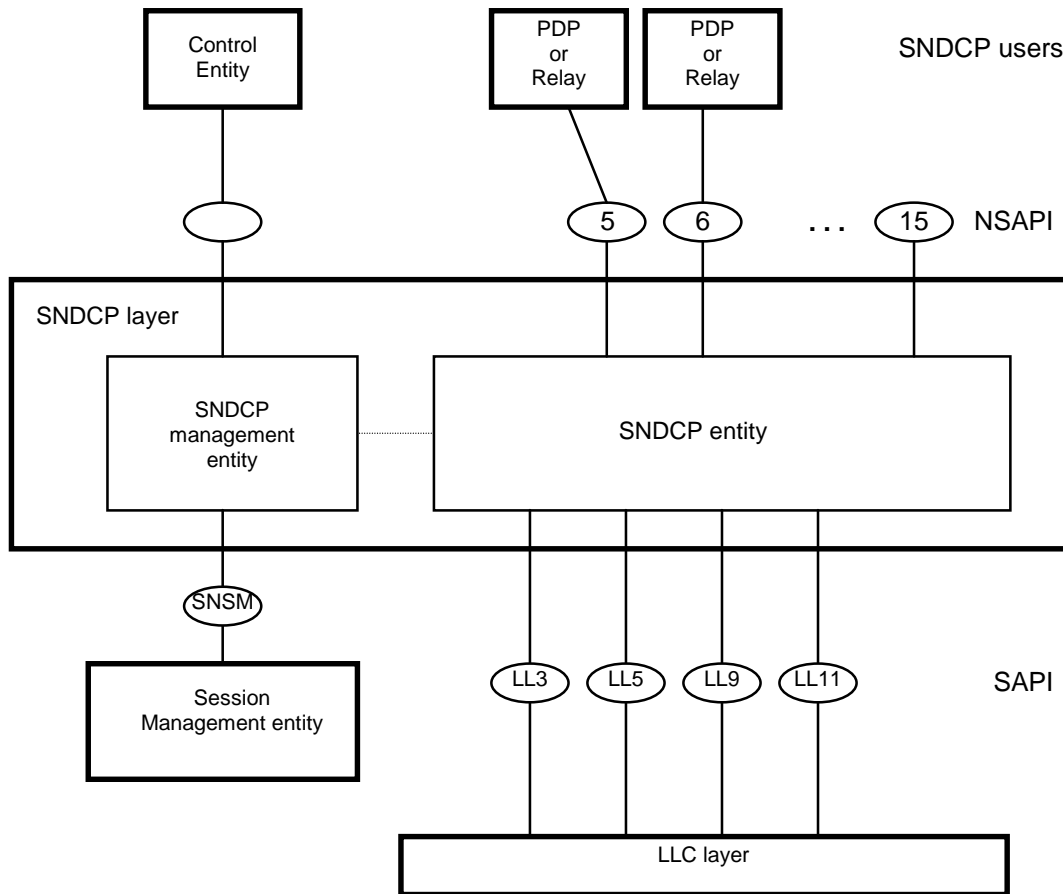 Control
Entity
PDP
or
Relay
PDP
or
Relay
SNDCP users
5
6
. . .
15
NSAPI
SNDCP layer
SNDCP
management
entity
SNDCP entity
SNSM
LL3
LL5
LL9
LL11
SAPI
Session
Management entity
LLC layer